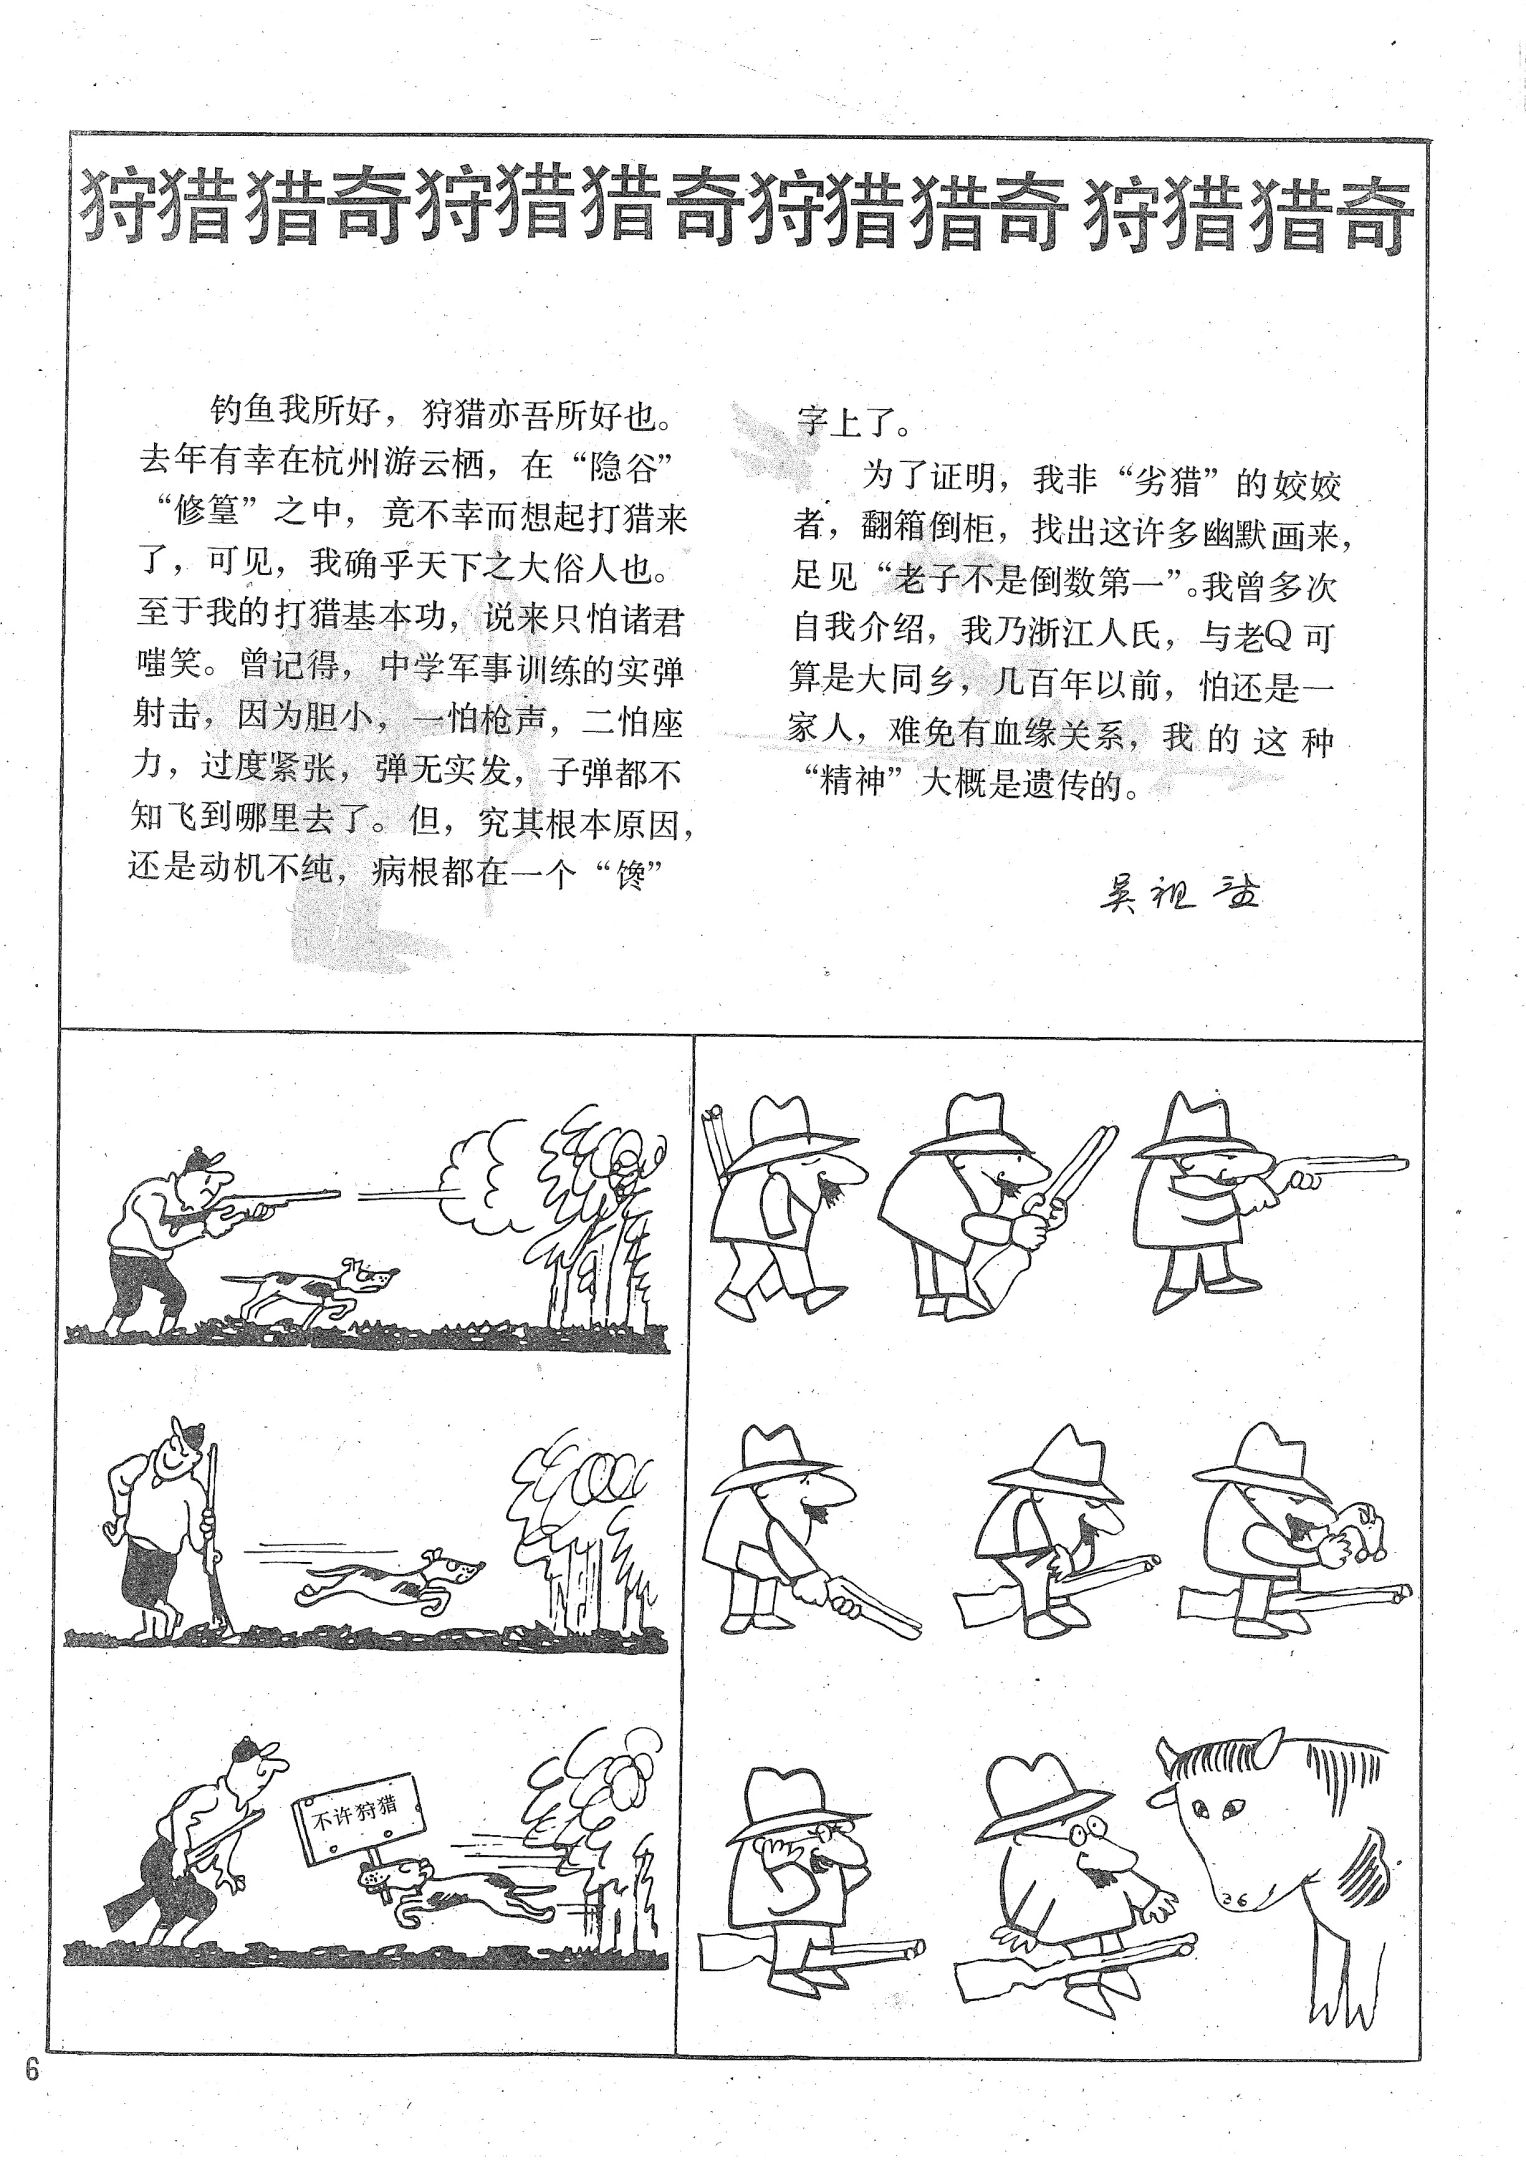 狩猎猎奇狩猎猎奇狩猎猎奇狩猎猎奇
钓鱼我所好，狩猎亦吾所好也。
去年有幸在杭州游云栖，在“隐谷”
“修篁”之中，竟不幸而想起打猎来
了，可见，我确乎天下之大俗人也。
至于我的打猎基本功，说来只怕诸君
嗤笑。曾记得，中学军事训练的实弹
射击，因为胆小，一怕枪声，二怕座
力，过度紧张，弹无实发，子弹都不
知飞到哪里去了。但，究其根本原因，
还是动机不纯，病根都在一个“馋”
字上了。
为了证明，我非“劣猎”的姣姣
者，翻箱倒柜，找出这许多幽默画来，
足见“老子不是倒数第一”。我曾多次
自我介绍，我乃浙江人氏，与老Q可
算是大同乡，几百年以前，怕还是一
家人，难免有血缘关系，我的这种
“精神”大概是遗传的。
吴祖
不许狩猎
6